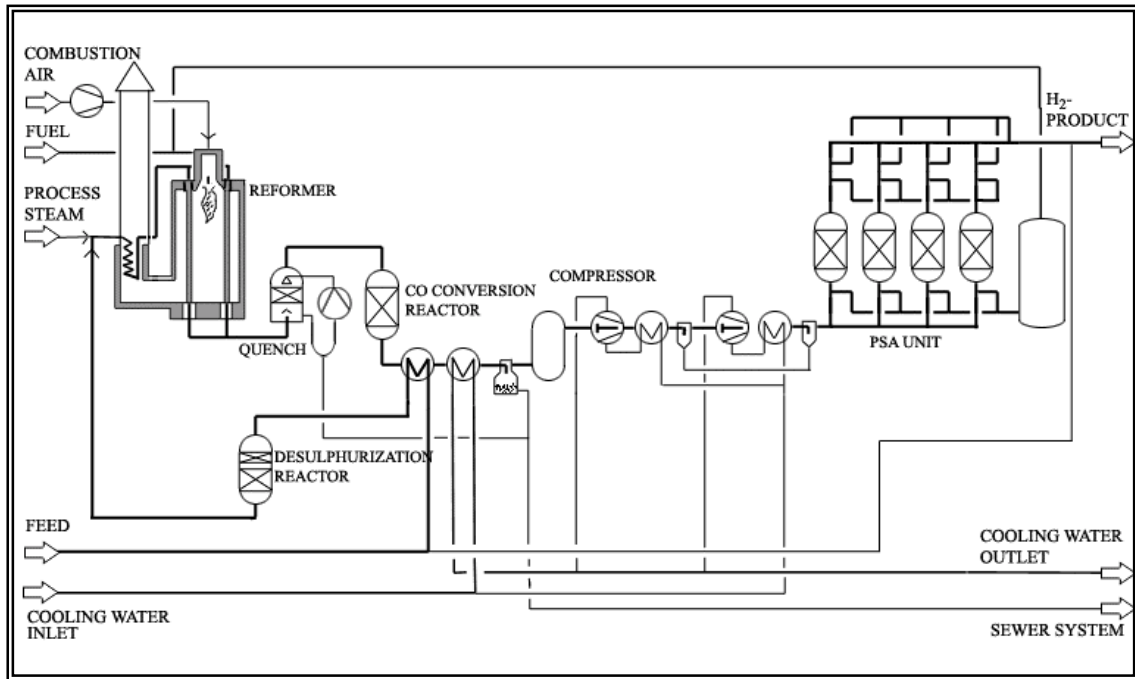 COMBUSTION
AIR
FUEL
PROCESS
STEAM
REFORMER
H2-
PRODUCT
COMPRESSOR
CO CONVERSION
REACTOR
QUENCH
PSA UNIT
DESULPHURIZATION
REACTOR
FEED
COOLING WATER
INLET
COOLING WATER
OUTLET
SEWER SYSTEM